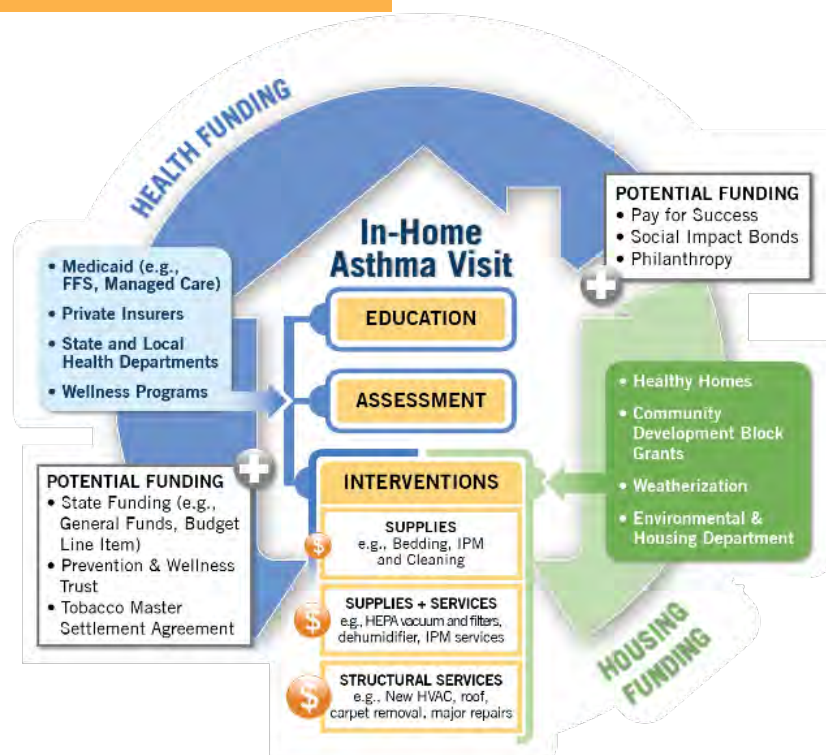 HEALTH FUNDING
In-Home
Asthma Visit
POTENTIAL FUNDING
• Pay for Success
• Social Impact Bonds
• Philanthropy
• Medicaid (e.g.,
FFS, Managed Care)
• Private Insurers
• State and Local
Health Departments
• Wellness Programs
EDUCATION
ASSESSMENT
INTERVENTIONS
SUPPLIES
e.g., Bedding, IPM
and Cleaning
$
SUPPLIES + SERVICES
e.g., HEPA vacuum and filters,
dehumidifier, IPM services
$
STRUCTURAL SERVICES
e.g., New HVAC, roof,
carpet removal, major repairs
$
• Healthy Homes
• Community
Development Block
Grants
• Weatherization
• Environmental &
Housing Department
POTENTIAL FUNDING
• State Funding (e.g.,
General Funds, Budget
Line Item)
• Prevention & Wellness
Trust
• Tobacco Master
Settlement Agreement
HOUSING
FUNDING